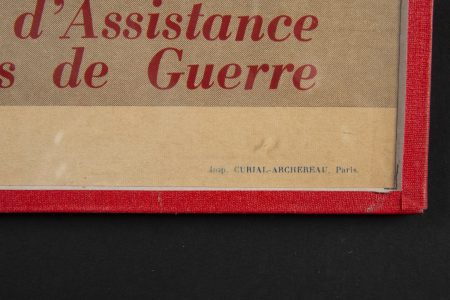 d'Assistance
s de Guerre
Imp. CURIAL-ARCHEREAU, Paris.